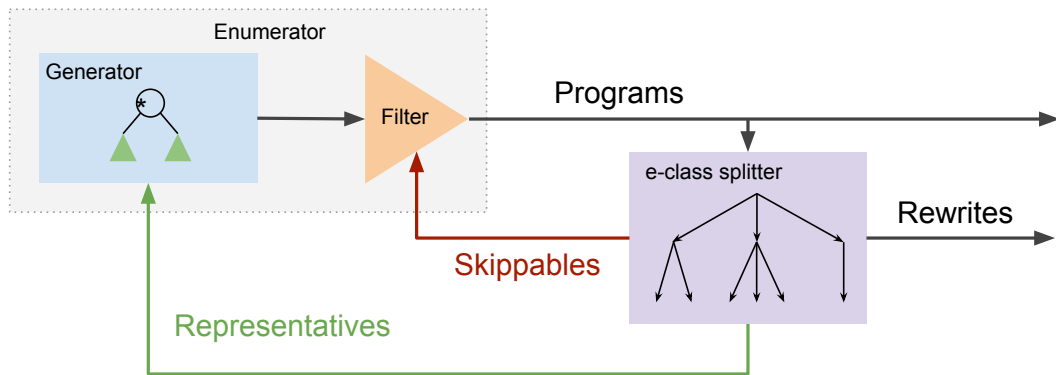 Enumerator
Generator
*
Filter
Programs
e-class splitter
Rewrites
Skippables
Representatives